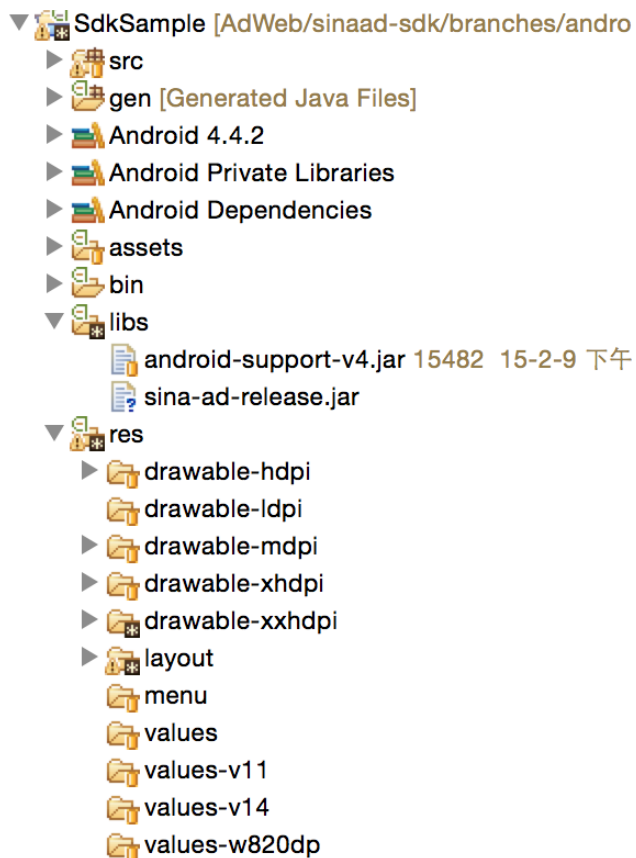 SdkSample [AdWeb/sinaad-sdk/branches/andro
src
gen [Generated Java Files]
Android 4.4.2
Android Private Libraries
Android Dependencies
assets
bin
libs
android-support-v4.jar 15482 15-2-9 下午
sina-ad-release.jar
res
drawable-hdpi
drawable-ldpi
drawable-mdpi
drawable-xhdpi
drawable-xxhdpi
layout
menu
values
values-v11
values-v14
values-w820dp